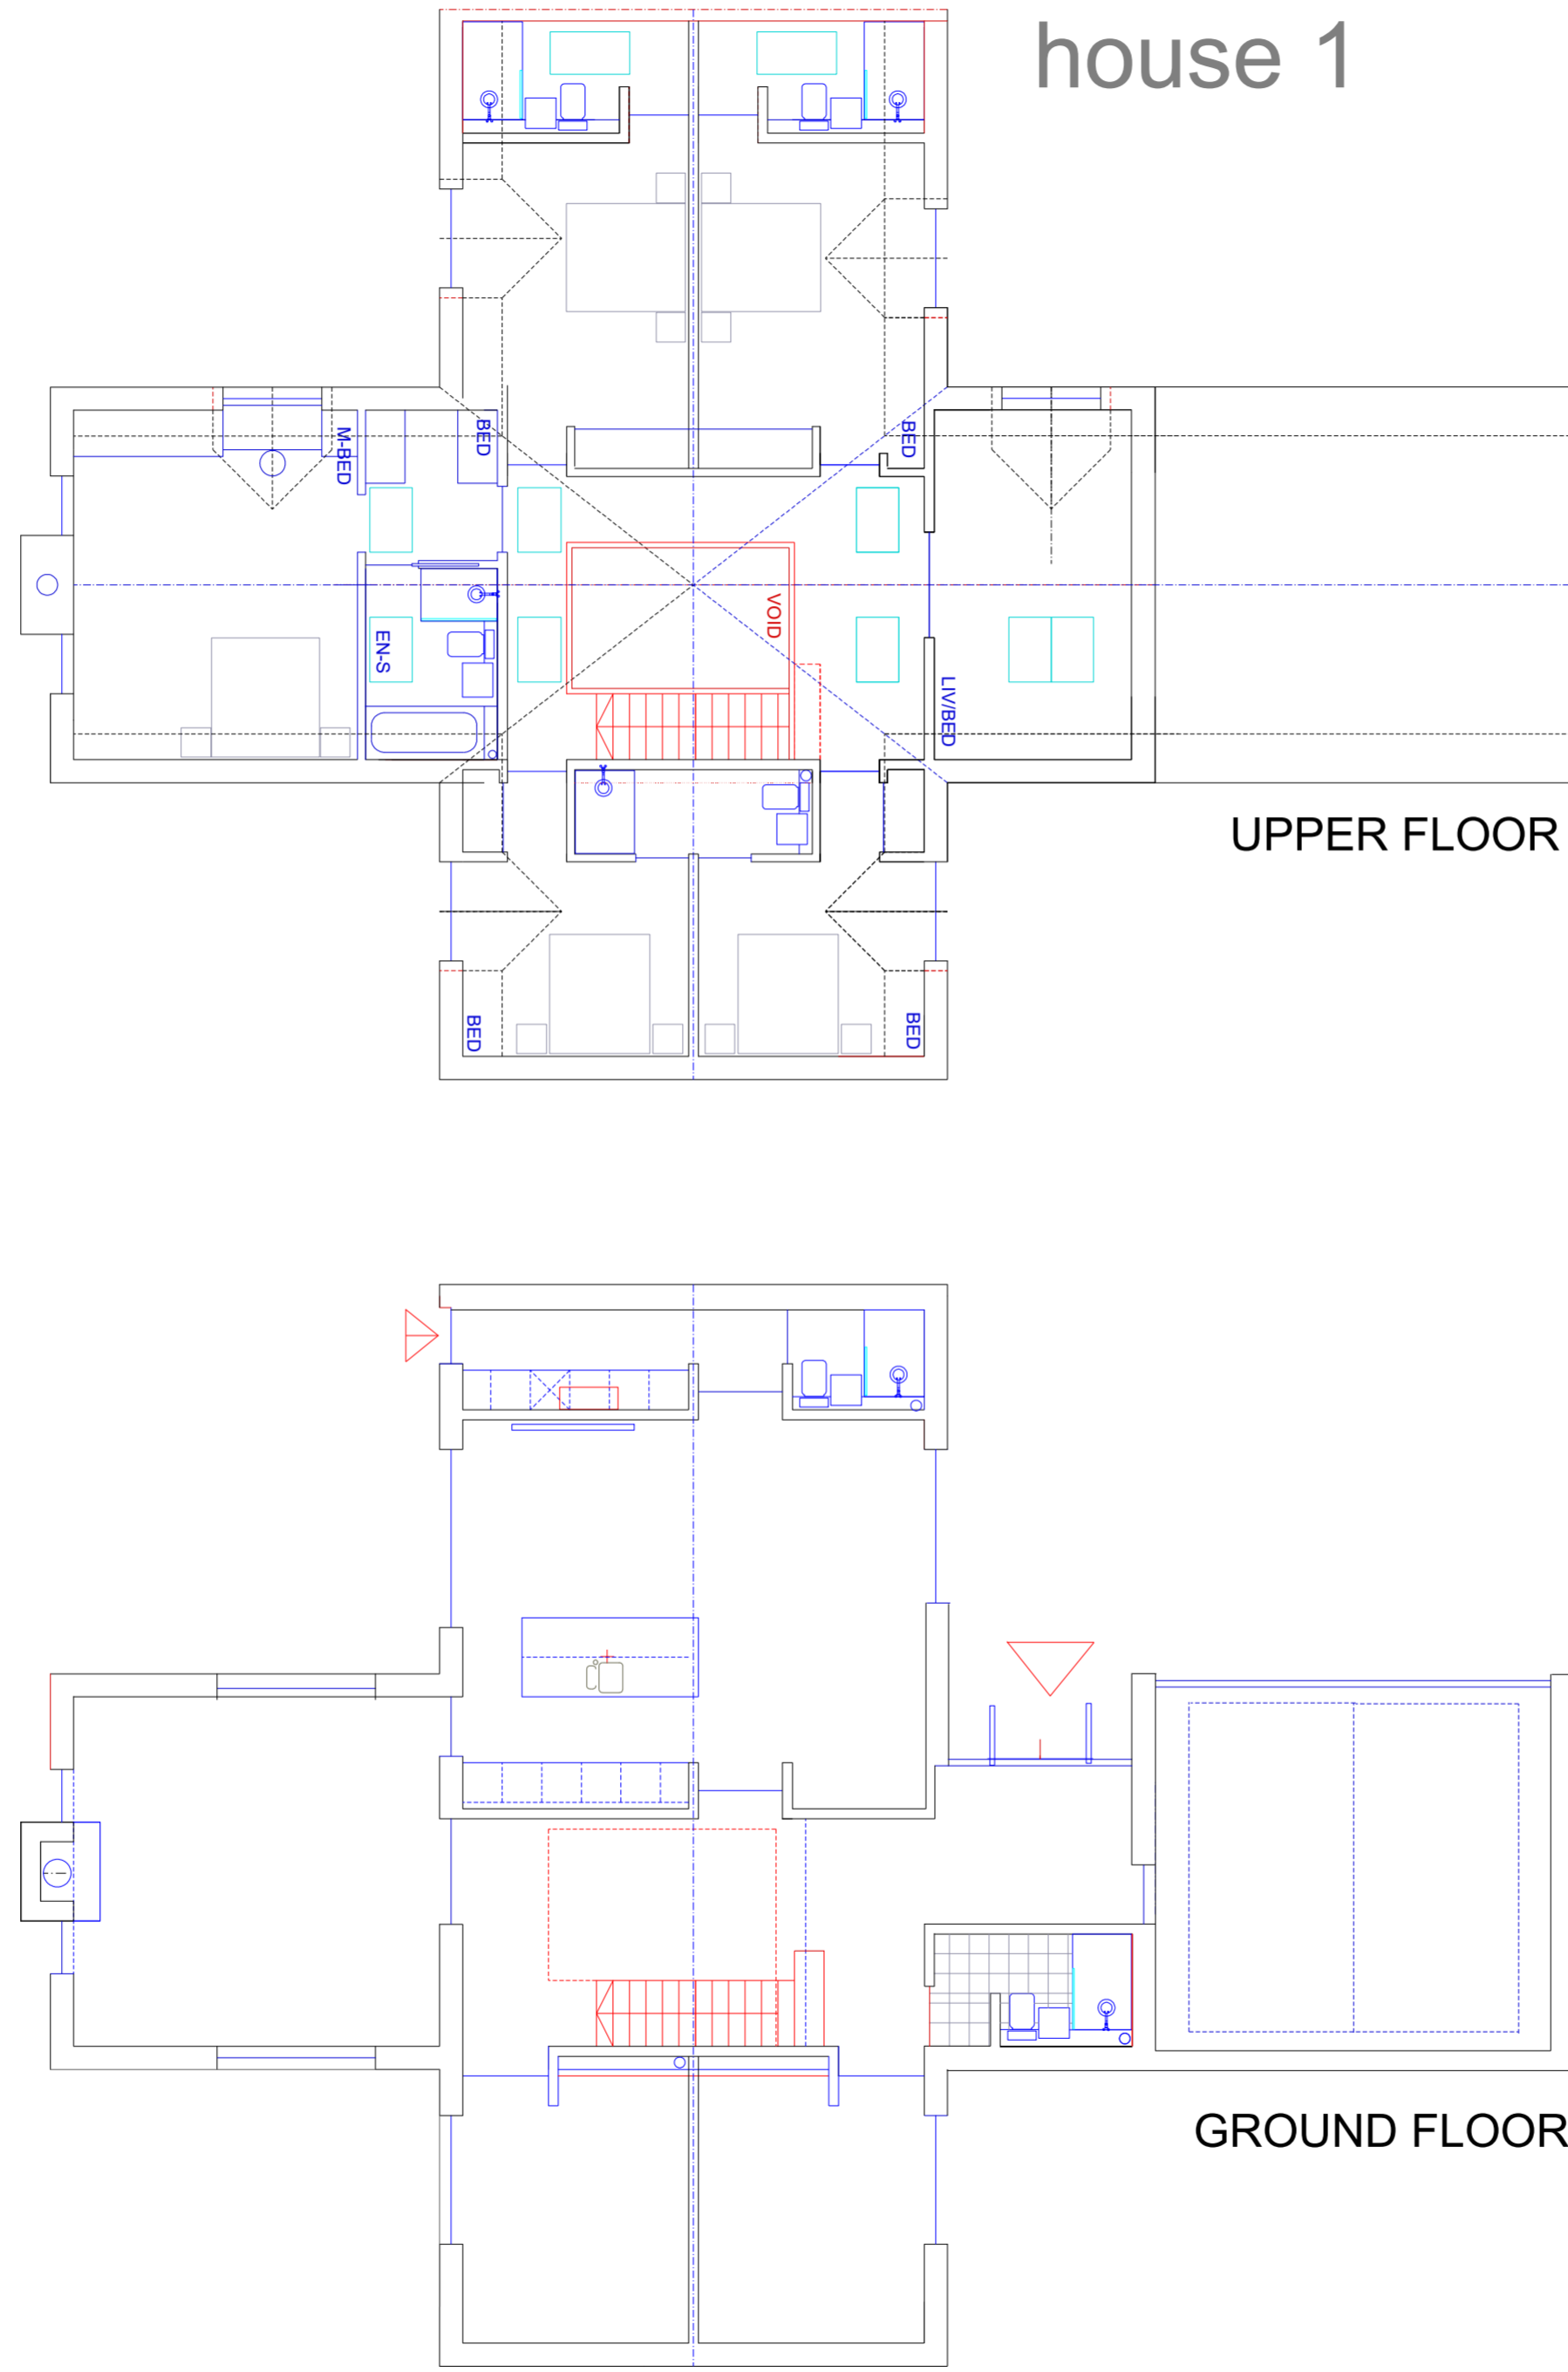 house 1
M-BED
BED
BED
VOID
EN-S
LIV/BED
UPPER FLOOR
BED
BED
GROUND FLOOR